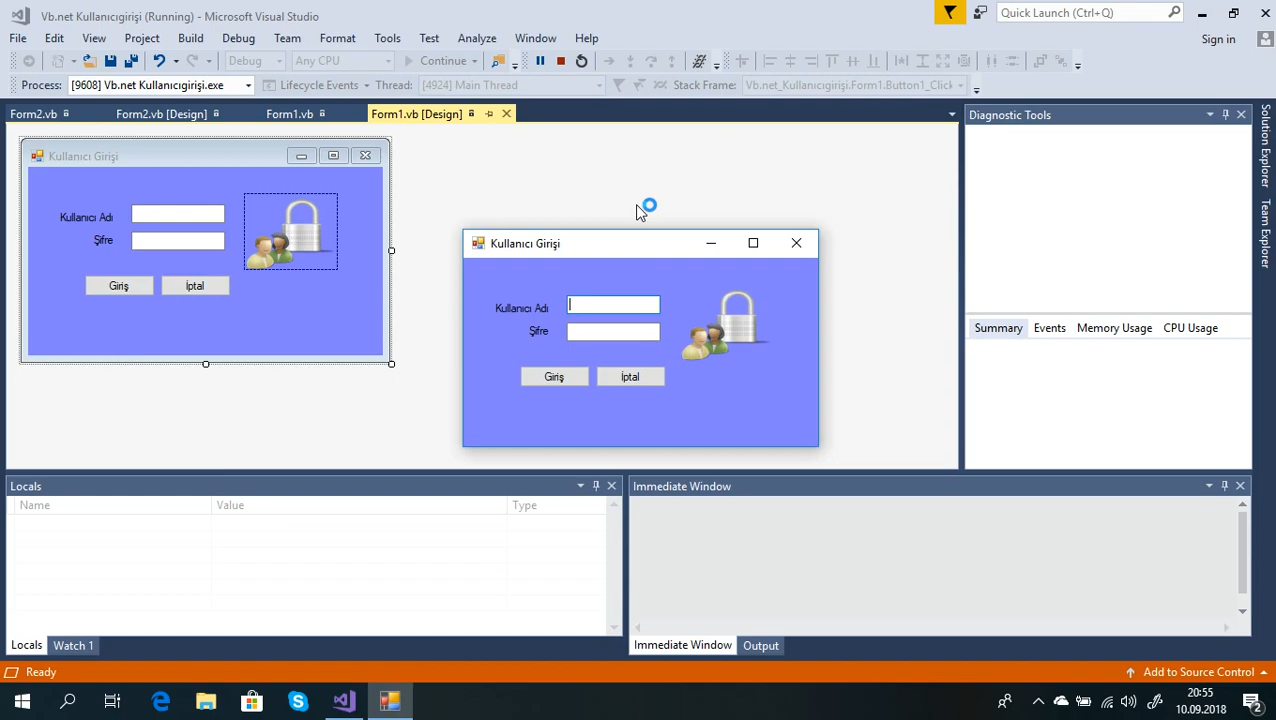 Vb.net Kullanıcıgirişi (Running) - Microsoft Visual Studio
Quick Launch (Ctrl+Q)
File Edit View Project Build Debug Team Format Tools Test Analyze Window Help
Sign in
Debug Any CPU Continue
Process: [9608] Vb.net Kullanıcıgirişi.exe Lifecycle Events Thread: [4924] Main Thread Stack Frame: Vb.net_Kullanıcıgirişi.Form1.Button1_Click
Form2.vb Form2.vb [Design] Form1.vb Form1.vb [Design]
Diagnostic Tools
Solution Explorer
Team Explorer
Kullanıcı Girişi
Kullanıcı Adı
Şifre
Giriş İptal
Kullanıcı Girişi
Kullanıcı Adı
Şifre
Giriş İptal
Summary Events Memory Usage CPU Usage
Locals
Name Value Type
Immediate Window
Locals Watch 1
Immediate Window Output
Ready
Add to Source Control
20:55
10.09.2018
2